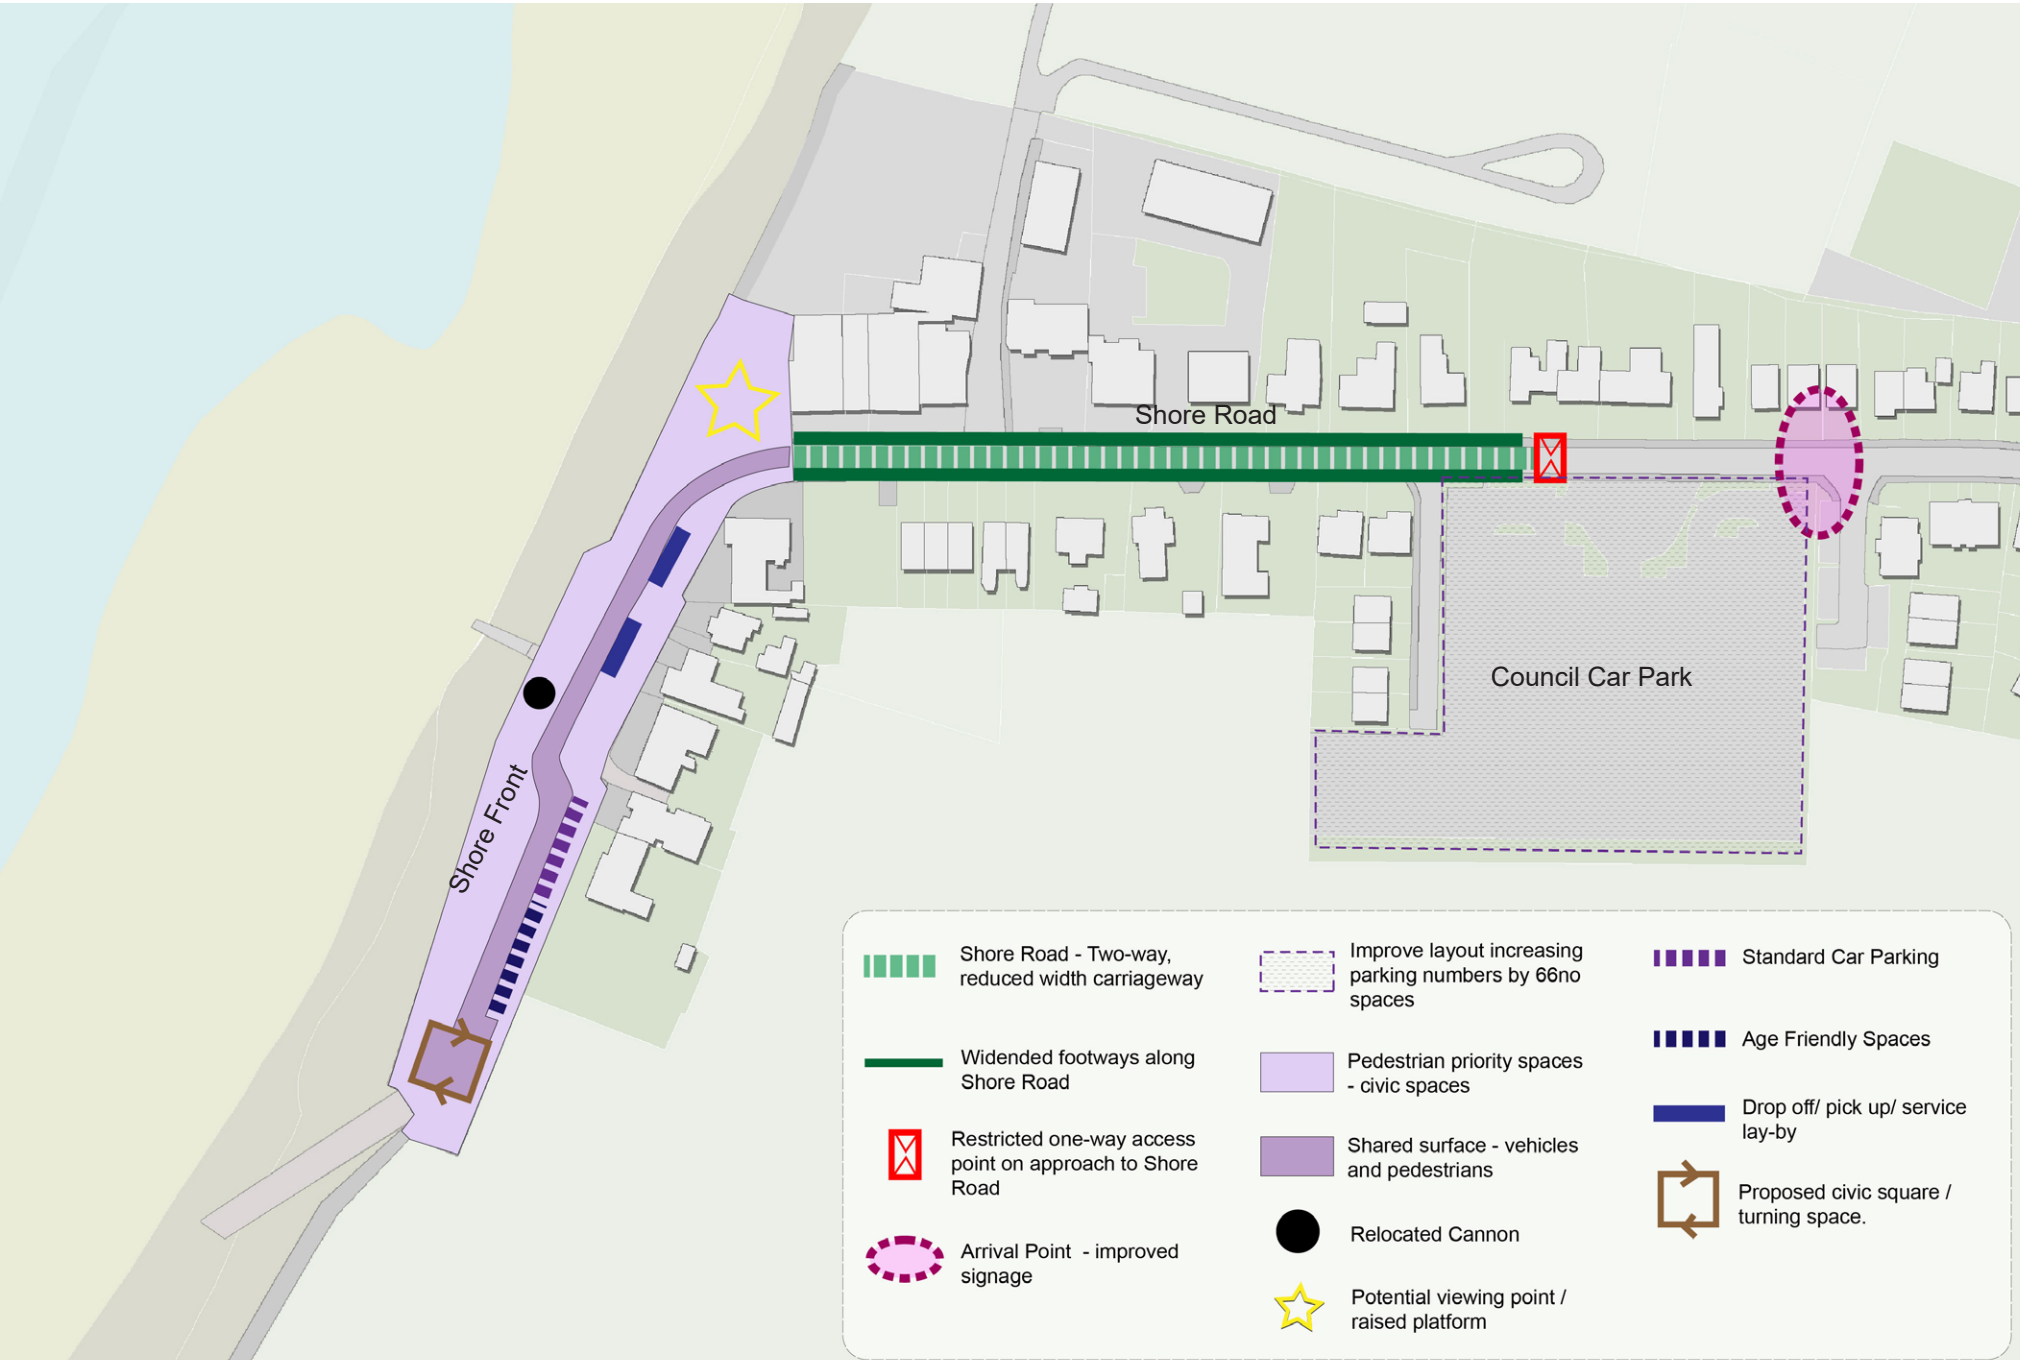 Shore Road
Council Car Park
Shore Front
Shore Road - Two-way,
reduced width carriageway
Widended footways along
Shore Road
Restricted one-way access
point on approach to Shore
Road
Arrival Point - improved
signage
Improve layout increasing
parking numbers by 66no
spaces
Pedestrian priority spaces
- civic spaces
Shared surface - vehicles
and pedestrians
Relocated Cannon
Potential viewing point /
raised platform
Standard Car Parking
Age Friendly Spaces
Drop off/ pick up/ service
lay-by
Proposed civic square /
turning space.